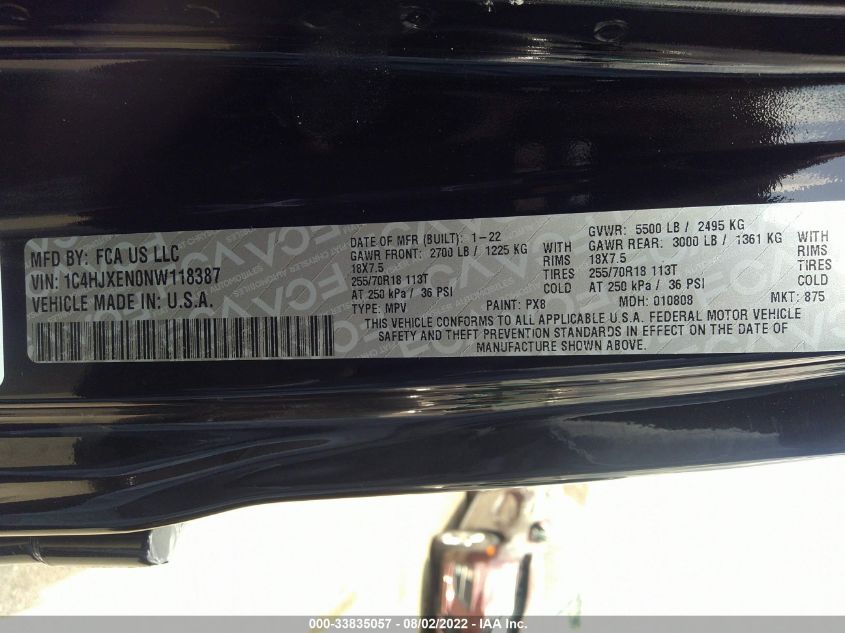 MFD BY: FCA US LLC
VIN: 1C4HJXEN0NW118387
VEHICLE MADE IN: U.S.A.
DATE OF MFR (BUILT): 1-22 GVWR: 5500 LB / 2495 KG
GAWR FRONT: 2700 LB / 1225 KG WITH GAWR REAR: 3000 LB / 1361 KG WITH
18X7.5 RIMS 18X7.5 RIMS
255/70R18 113T TIRES 255/70R18 113T TIRES
AT 250 kPa / 36 PSI COLD AT 250 kPa / 36 PSI COLD
TYPE: MPV PAINT: PX8 MDH: 010808 MKT: 875
THIS VEHICLE CONFORMS TO ALL APPLICABLE U.S.A. FEDERAL MOTOR VEHICLE
SAFETY AND THEFT PREVENTION STANDARDS IN EFFECT ON THE DATE OF
MANUFACTURE SHOWN ABOVE.
000-33835057 - 08/02/2022 - IAA Inc.